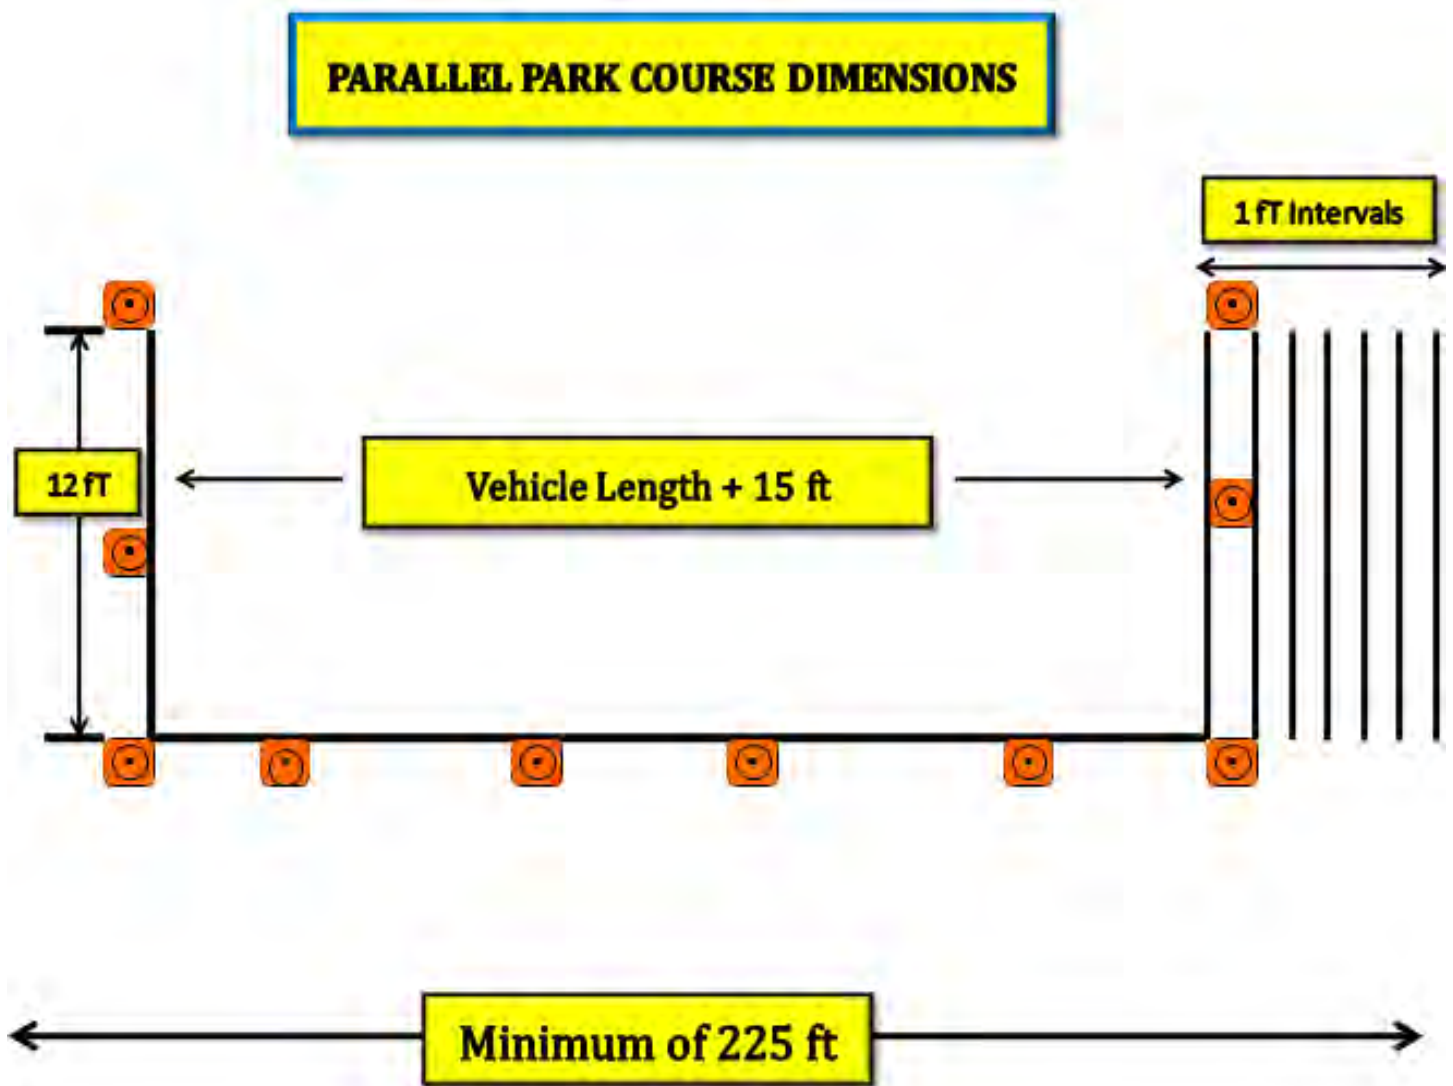 PARALLEL PARK COURSE DIMENSIONS
1 fT Intervals
12 fT
Vehicle Length + 15 ft
Minimum of 225 ft